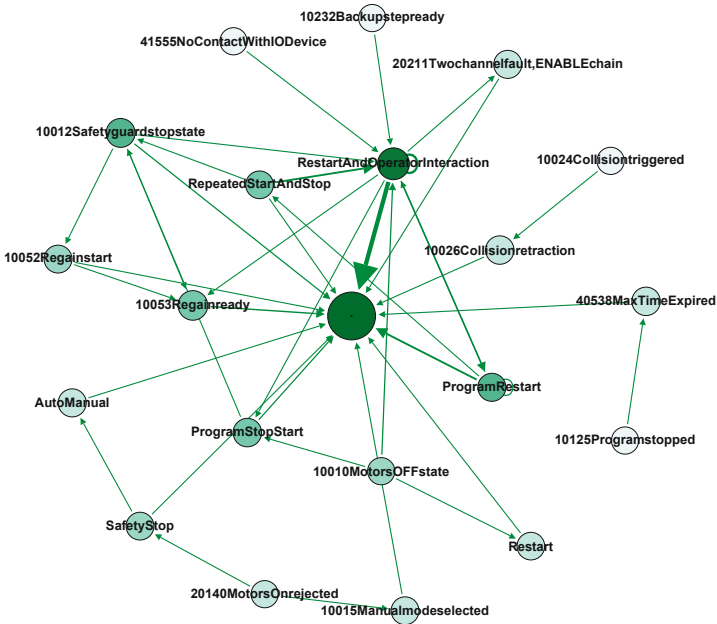 10232Backupstepready
41555NoContactWithIODevice
20211Twochannelfault,ENABLEchain
10012Safetyguardstopstate
RestartAndOperatorInteraction
10024Collisiontriggered
RepeatedStartAndStop
10026Collisionretraction
10052Regainstart
10053Regainready
40538MaxTimeExpired
ProgramRestart
AutoManual
ProgramStopStart
10125Programstopped
10010MotorsOFFstate
SafetyStop
Restart
20140MotorsOnrejected
10015Manualmodeselected